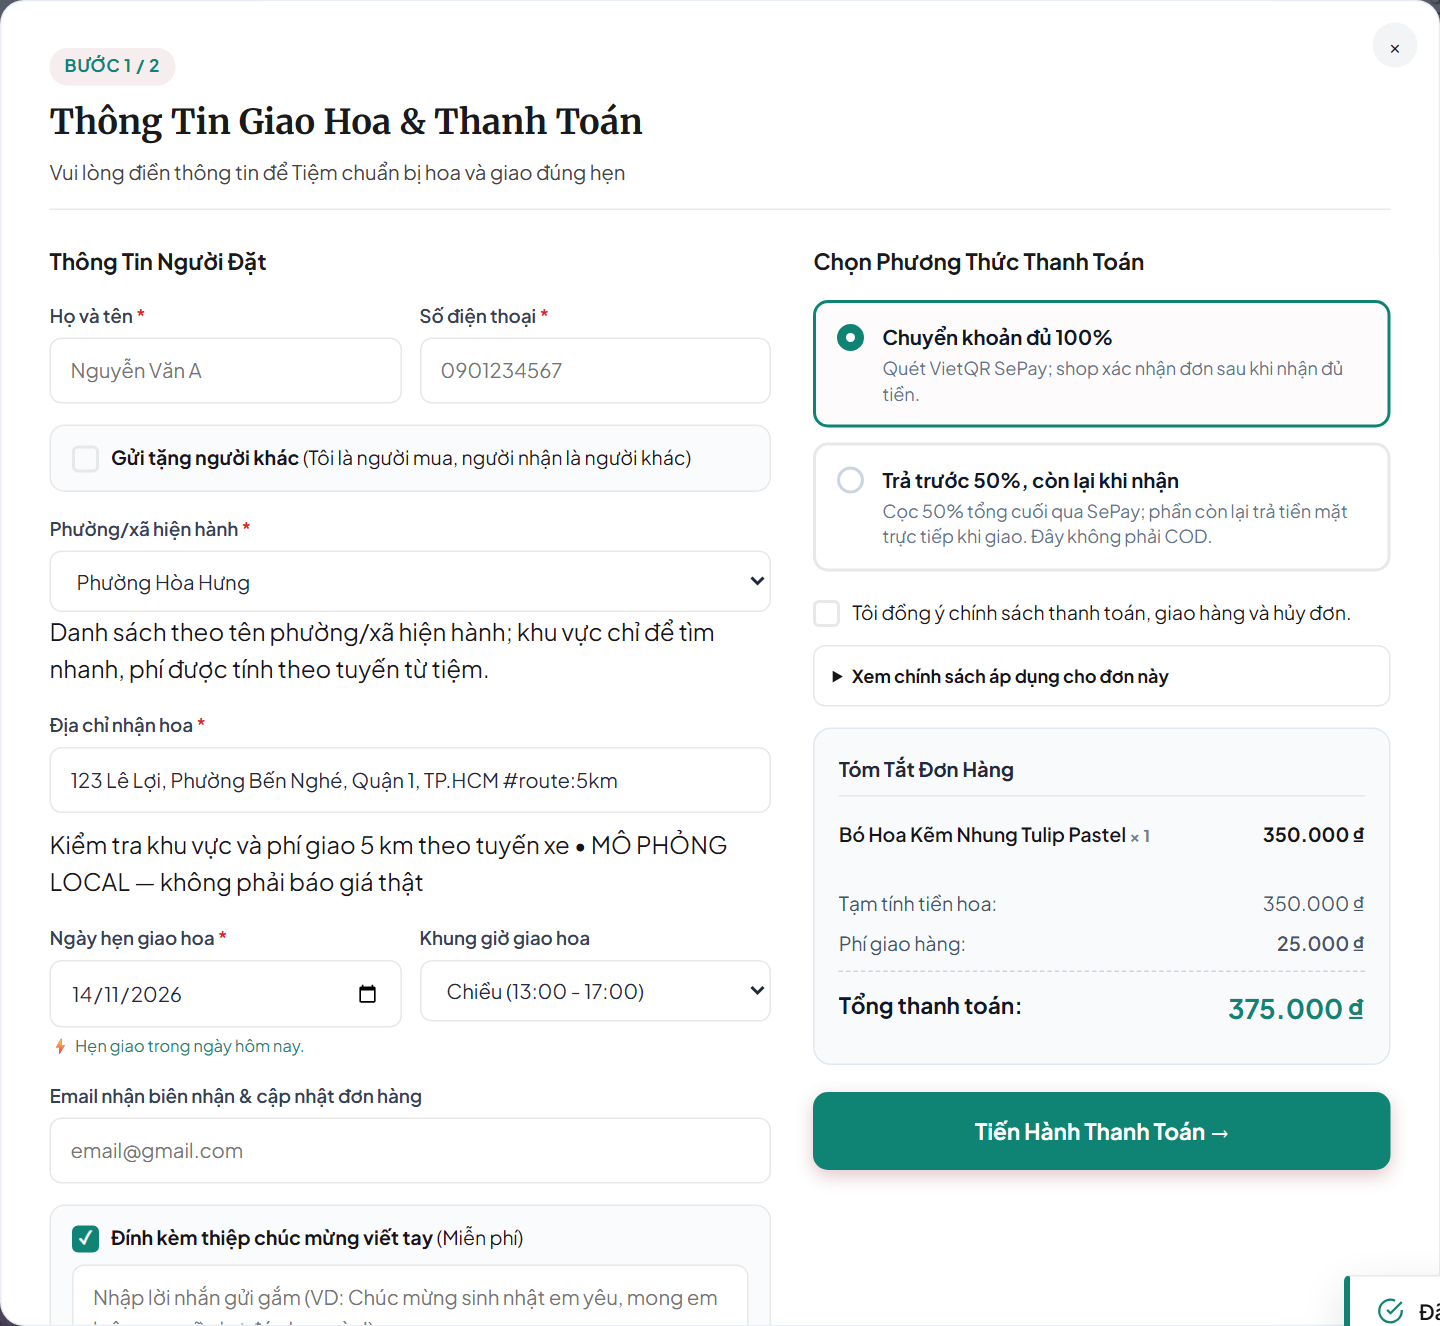 BƯỚC 1 / 2
×
Thông Tin Giao Hoa & Thanh Toán
Vui lòng điền thông tin để Tiệm chuẩn bị hoa và giao đúng hẹn
Thông Tin Người Đặt
Họ và tên *
Số điện thoại *
Nguyễn Văn A
0901234567
Gửi tặng người khác (Tôi là người mua, người nhận là người khác)
Phường/xã hiện hành *
Phường Hòa Hưng
Danh sách theo tên phường/xã hiện hành; khu vực chỉ để tìm
nhanh, phí được tính theo tuyến từ tiệm.
Địa chỉ nhận hoa *
123 Lê Lợi, Phường Bến Nghé, Quận 1, TP.HCM #route:5km
Kiểm tra khu vực và phí giao 5 km theo tuyến xe • MÔ PHỎNG
LOCAL — không phải báo giá thật
Ngày hẹn giao hoa *
Khung giờ giao hoa
14/11/2026
Chiều (13:00 - 17:00)
Hẹn giao trong ngày hôm nay.
Email nhận biên nhận & cập nhật đơn hàng
email@gmail.com
Đính kèm thiệp chúc mừng viết tay (Miễn phí)
Nhập lời nhắn gửi gắm (VD: Chúc mừng sinh nhật em yêu, mong em
Chọn Phương Thức Thanh Toán
Chuyển khoản đủ 100%
Quét VietQR SePay; shop xác nhận đơn sau khi nhận đủ
tiền.
Trả trước 50%, còn lại khi nhận
Cọc 50% tổng cuối qua SePay; phần còn lại trả tiền mặt
trực tiếp khi giao. Đây không phải COD.
Tôi đồng ý chính sách thanh toán, giao hàng và hủy đơn.
Xem chính sách áp dụng cho đơn này
Tóm Tắt Đơn Hàng
Bó Hoa Kẽm Nhung Tulip Pastel × 1 350.000 ₫
Tạm tính tiền hoa: 350.000 ₫
Phí giao hàng: 25.000 ₫
Tổng thanh toán: 375.000 ₫
Tiến Hành Thanh Toán →